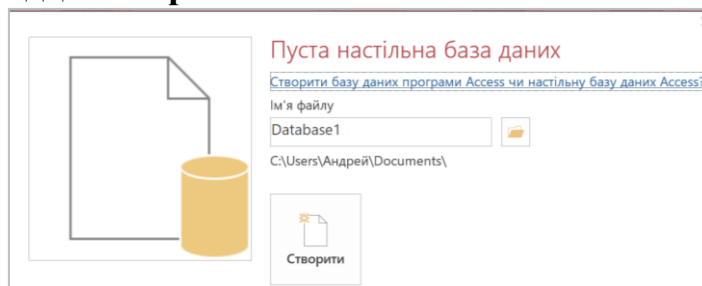 Пуста настільна база даних
Створити базу даних програми Access чи настільну базу даних Access?
Ім'я файлу
Database1
C:\Users\Андрей\Documents\
Створити